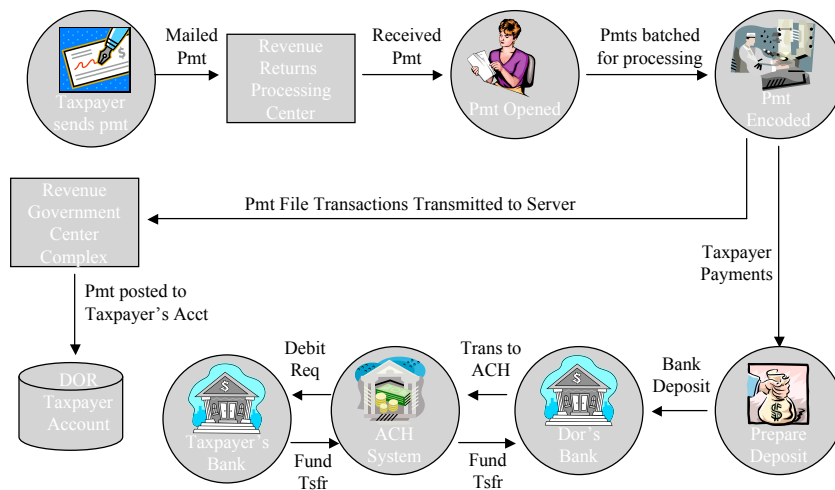 Taxpayer
sends pmt
Mailed
Pmt
Revenue
Returns
Processing
Center
Received
Pmt
Pmt Opened
Pmts batched
for processing
Pmt
Encoded
Revenue
Government
Center
Complex
Pmt File Transactions Transmitted to Server
Taxpayer
Payments
Pmt posted to
Taxpayer’s Acct
DOR
Taxpayer
Account
Taxpayer’s
Bank
Debit
Req
Fund
Tsfr
ACH
System
Trans to
ACH
Fund
Tsfr
Dor’s
Bank
Bank
Deposit
$
Prepare
Deposit